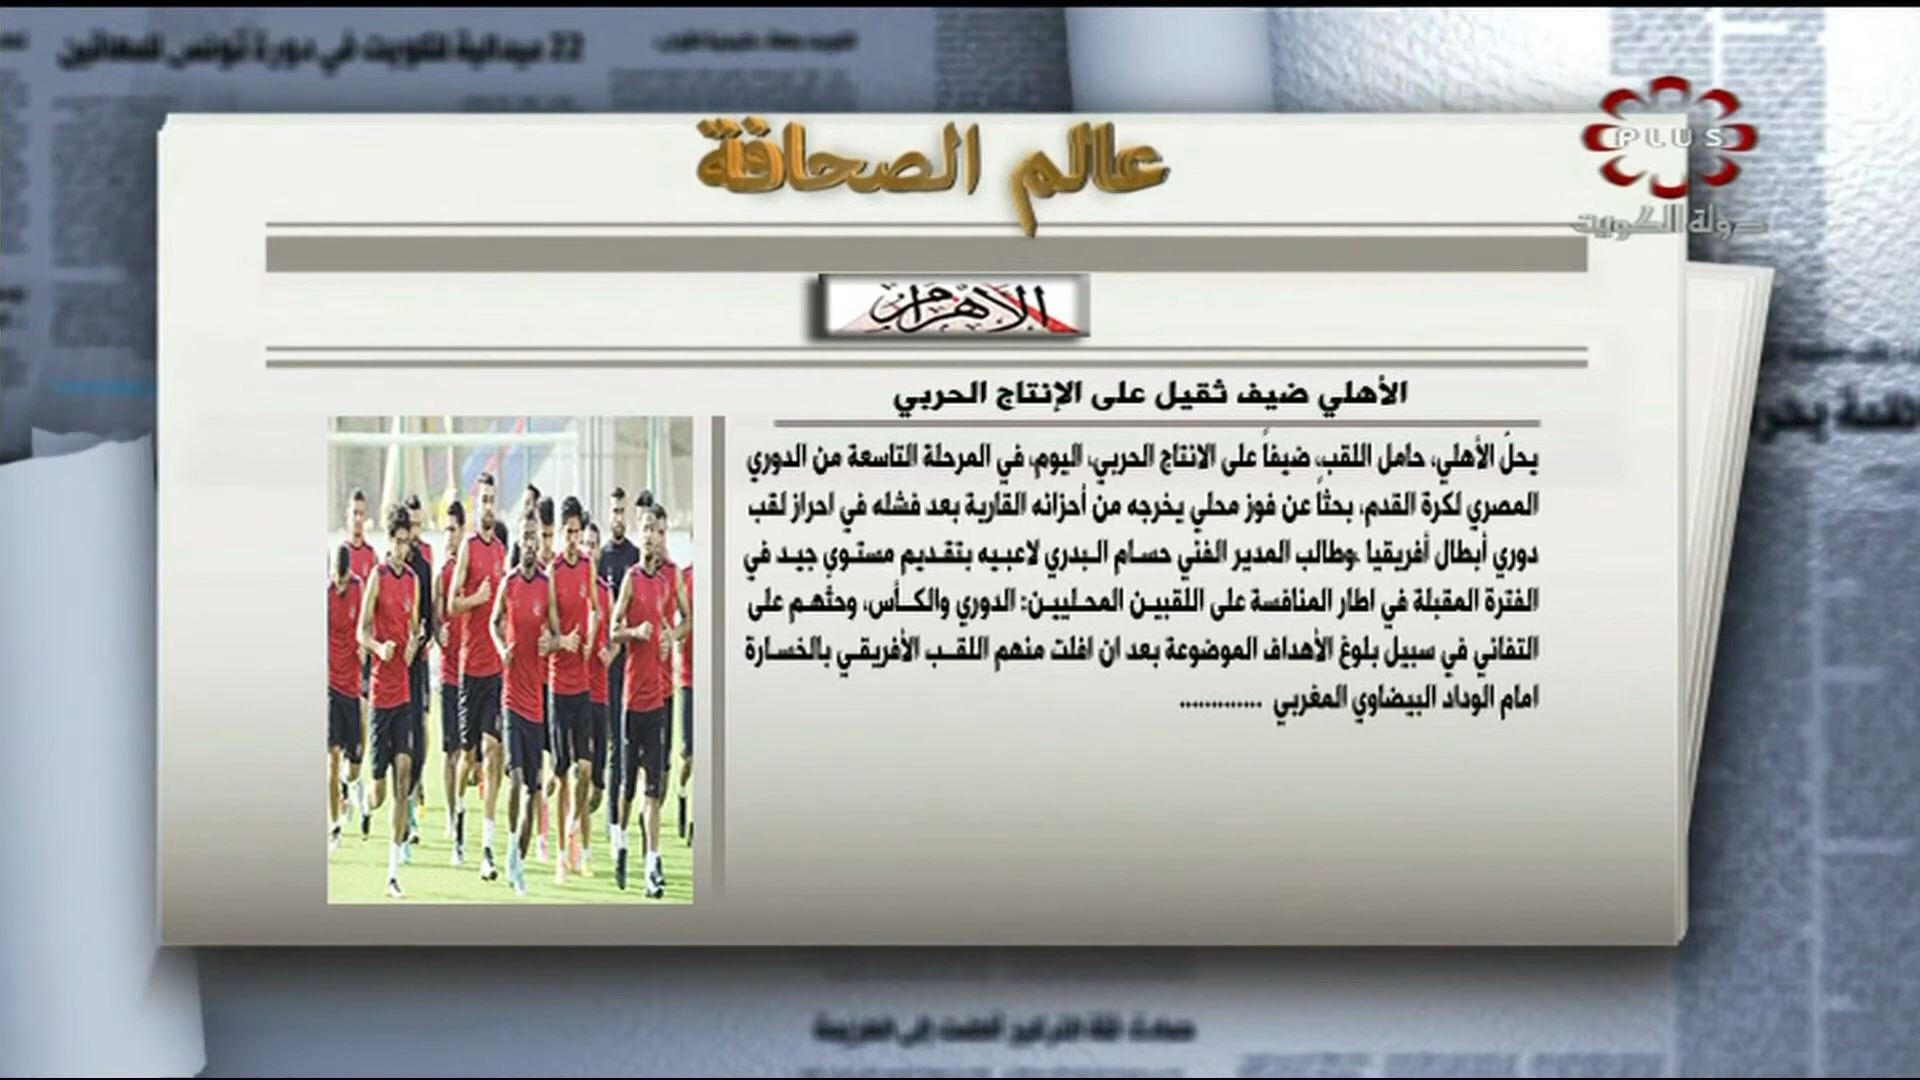 22 ميدالية للكويت في دورة تونس للمعاقين
عالم الصحافة
PLUS
دولة الكويت
الأهرام
الأهلي ضيف ثقيل على الإنتاج الحربي
يحلّ الأهلي، حامل اللقب، ضيفاً على الانتاج الحربي، اليوم، في المرحلة التاسعة من الدوري
المصري لكرة القدم، بحثاً عن فوز محلي يخرجه من أحزانه القارية بعد فشله في احراز لقب
دوري أبطال أفريقيا .وطالب المدير الفني حسام البدري لاعبيه بتقديم مستوي جيد في
الفترة المقبلة في اطار المنافسة على اللقبين المحليين: الدوري والكأس، وحثّهم على
التفاني في سبيل بلوغ الأهداف الموضوعة بعد ان افلت منهم اللقب الأفريقي بالخسارة
امام الوداد البيضاوي المغربي .............